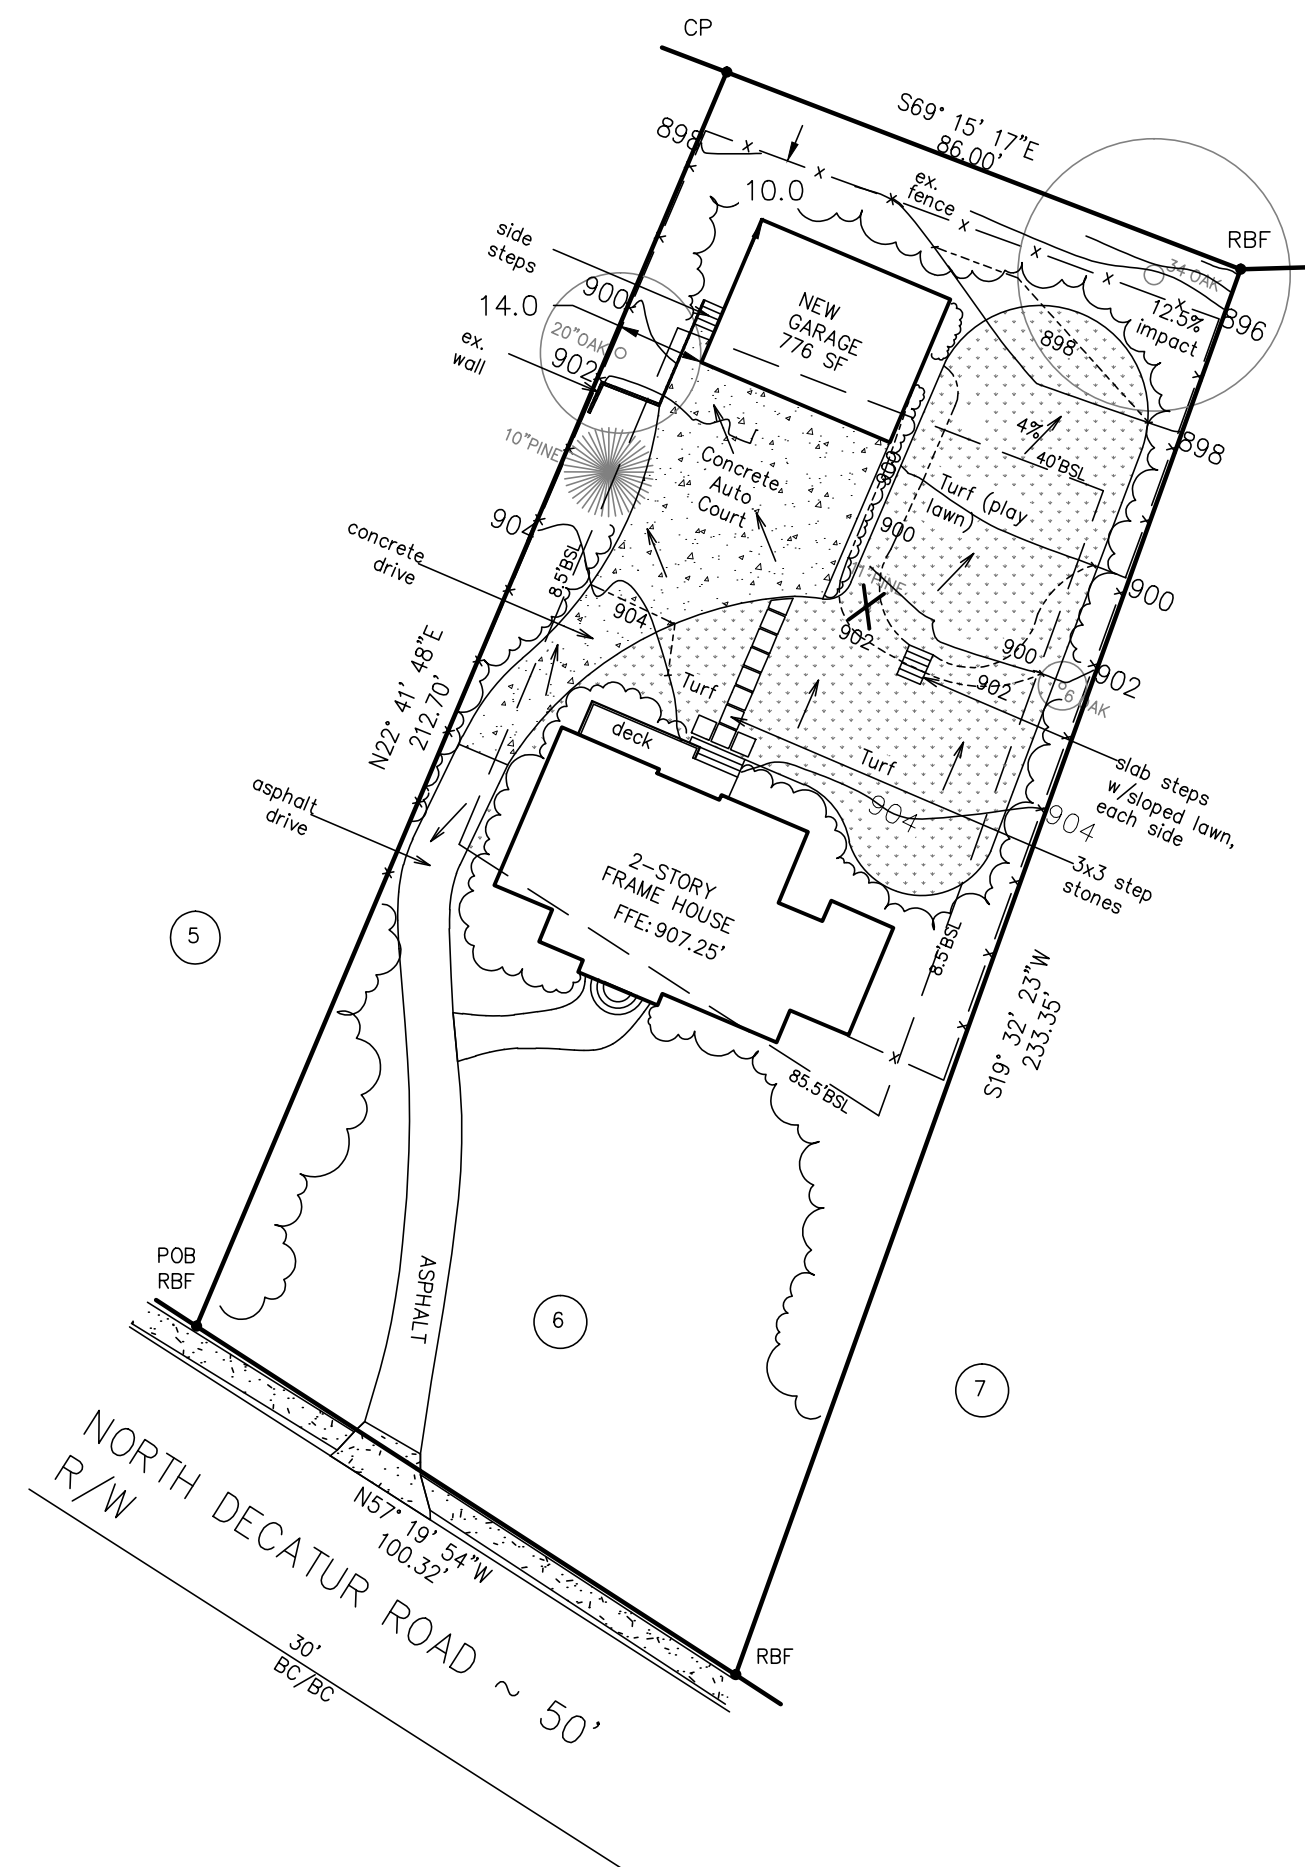 CP
S69° 15' 17"E
86.00'
898
10.0
ex.
fence
RBF
side
steps
34 OAK
900
14.0
NEW
GARAGE
776 SF
12.5%
impact
896
20"OAK
ex.
wall
902
898
4%
40'BSL
898
10"PINE
Concrete
Auto
Court
900
Turf (play
lawn)
900
904
concrete
drive
8.5'BSL
PINE
900
904
902
900
902
902
OAK
N22° 41' 48"E
212.70'
Turf
deck
Turf
slab steps
w/sloped lawn,
each side
asphalt
drive
904
904
3x3 step
stones
2-STORY
FRAME HOUSE
FFE: 907.25'
5
8.5'BSL
S19° 32' 23"W
233.35'
85.5'BSL
POB
RBF
ASPHALT
6
7
NORTH DECATUR ROAD ~ 50'
R/W
N57° 19' 54"W
100.32'
RBF
30'
BC/BC